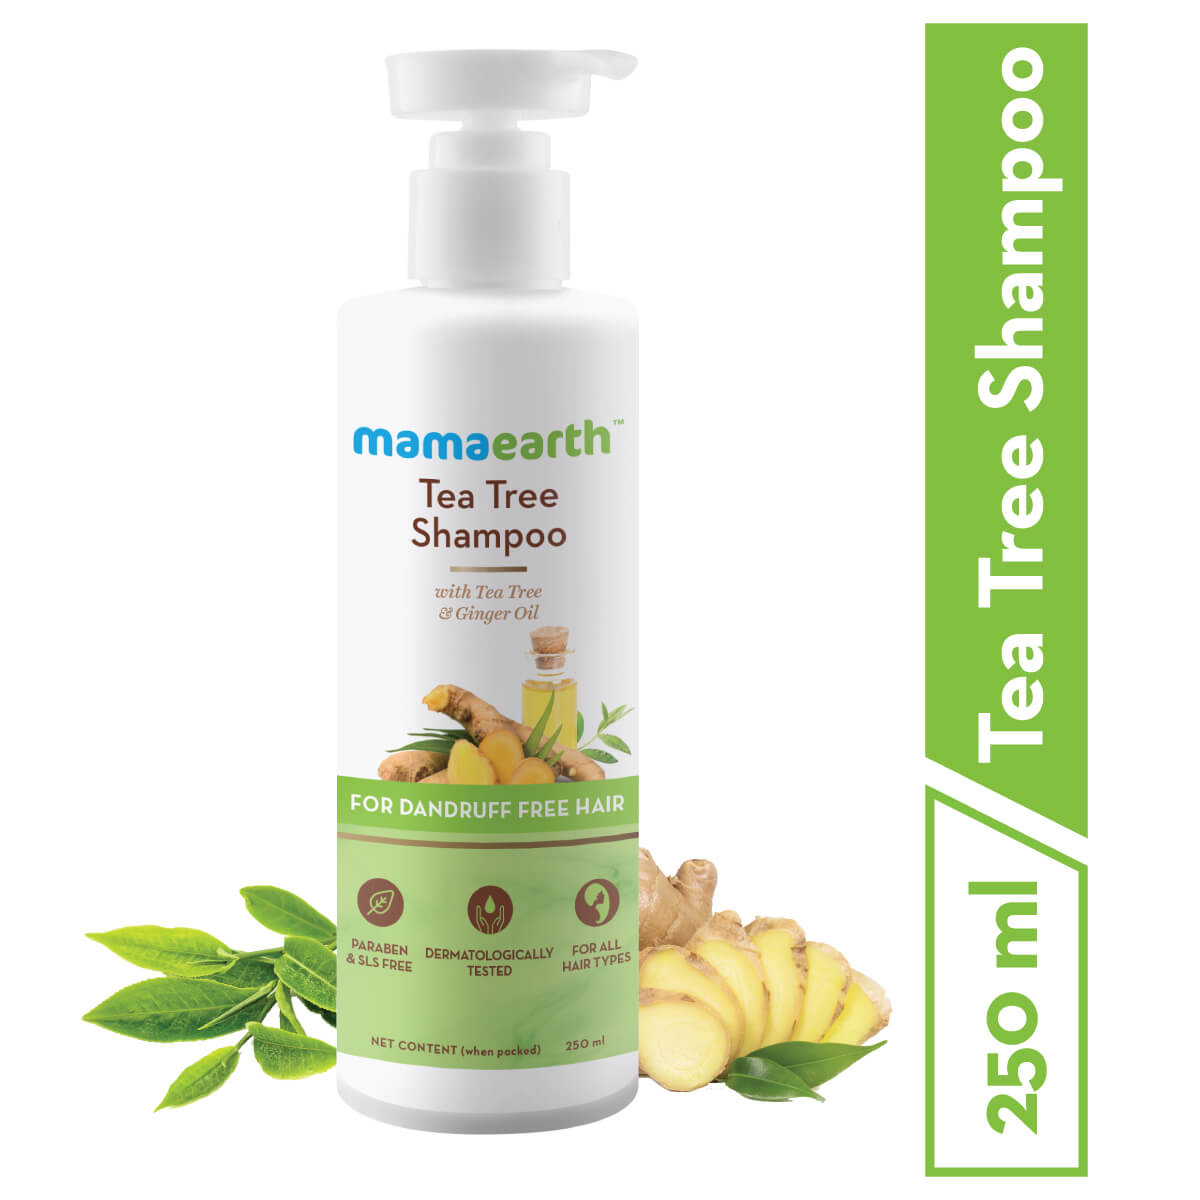 mamaearth™
Tea Tree
Shampoo
with Tea Tree
& Ginger Oil
FOR DANDRUFF FREE HAIR
PARABEN
& SLS FREE
DERMATOLOGICALLY
TESTED
FOR ALL
HAIR TYPES
NET CONTENT (when packed) 250 ml
Tea Tree Shampoo
250 ml